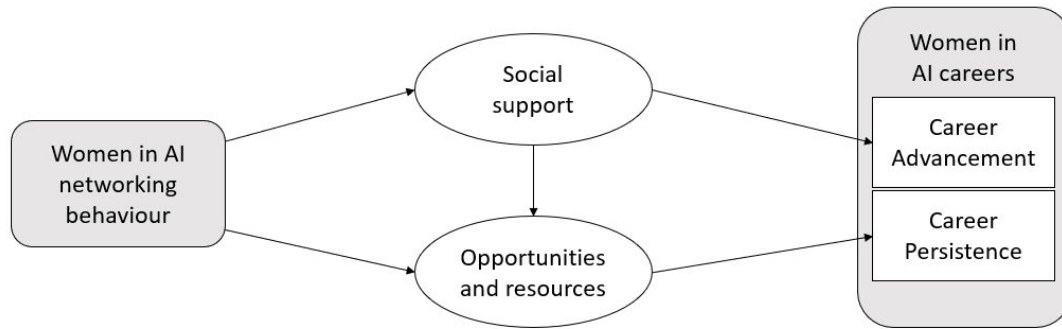 Women in AI
networking
behaviour
Social
support
Opportunities
and resources
Women in
AI careers
Career
Advancement
Career
Persistence